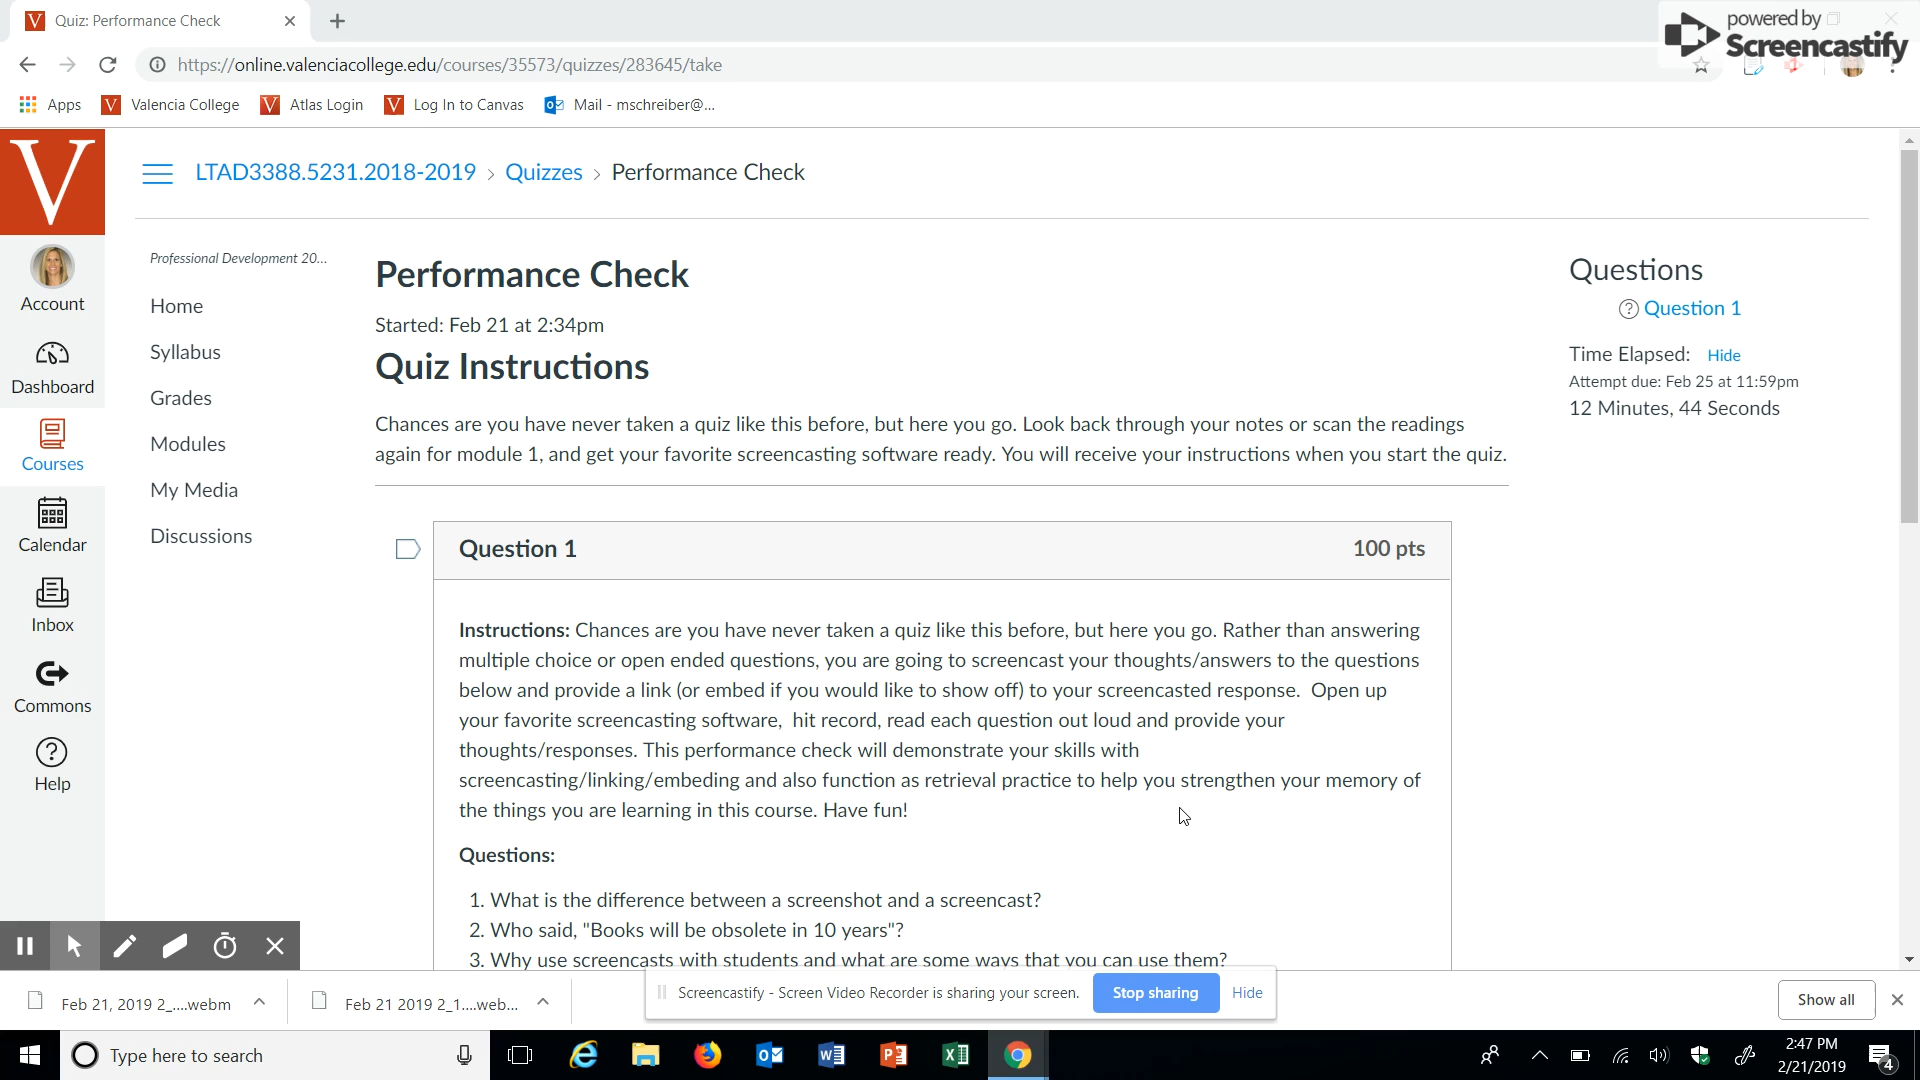 Quiz: Performance Check
powered by
Screencastify
https://online.valenciacollege.edu/courses/35573/quizzes/283645/take
Apps
Valencia College
Atlas Login
Log In to Canvas
Mail - mschreiber@...
V
LTAD3388.5231.2018-2019 > Quizzes > Performance Check
Account
Dashboard
Courses
Calendar
Inbox
Commons
Help
Professional Development 20...
Home
Syllabus
Grades
Modules
My Media
Discussions
Performance Check
Started: Feb 21 at 2:34pm
Quiz Instructions
Chances are you have never taken a quiz like this before, but here you go. Look back through your notes or scan the readings
again for module 1, and get your favorite screencasting software ready. You will receive your instructions when you start the quiz.
Questions
Question 1
Time Elapsed: Hide
Attempt due: Feb 25 at 11:59pm
12 Minutes, 44 Seconds
Question 1
100 pts
Instructions: Chances are you have never taken a quiz like this before, but here you go. Rather than answering
multiple choice or open ended questions, you are going to screencast your thoughts/answers to the questions
below and provide a link (or embed if you would like to show off) to your screencasted response. Open up
your favorite screencasting software, hit record, read each question out loud and provide your
thoughts/responses. This performance check will demonstrate your skills with
screencasting/linking/embeding and also function as retrieval practice to help you strengthen your memory of
the things you are learning in this course. Have fun!
Questions:
1. What is the difference between a screenshot and a screencast?
2. Who said, "Books will be obsolete in 10 years"?
3. Why use screencasts with students and what are some ways that you can use them?
Feb 21, 2019 2_....webm
Feb 21 2019 2_1....web...
Screencastify - Screen Video Recorder is sharing your screen.
Stop sharing
Hide
Show all
Type here to search
2:47 PM
2/21/2019
4